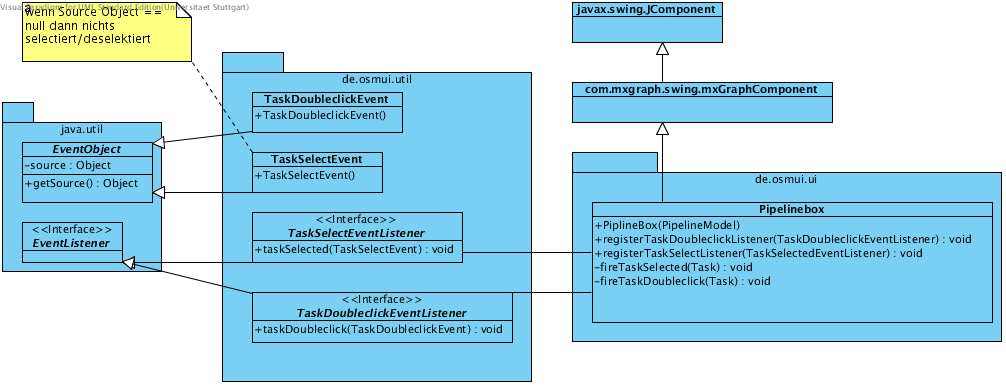 Visual Paradigm for UML Standard Edition(Universitaet Stuttgart)
wenn Source Object ==
null dann nichts
selectiert/deselektiert
javax.swing.JComponent
com.mxgraph.swing.mxGraphComponent
java.util
EventObject
-source : Object
+getSource() : Object
<<Interface>>
EventListener
de.osmui.util
TaskDoubleclickEvent
+TaskDoubleclickEvent()
TaskSelectEvent
+TaskSelectEvent()
<<Interface>>
TaskSelectEventListener
+taskSelected(TaskSelectEvent) : void
<<Interface>>
TaskDoubleclickEventListener
+taskDoubleclick(TaskDoubleclickEvent) : void
de.osmui.ui
Pipelinebox
+PiplineBox(PipelineModel)
+registerTaskDoubleclickListener(TaskDoubleclickEventListener) : void
+registerTaskSelectListener(TaskSelectedEventListener) : void
-fireTaskSelected(Task) : void
-fireTaskDoubleclick(Task) : void